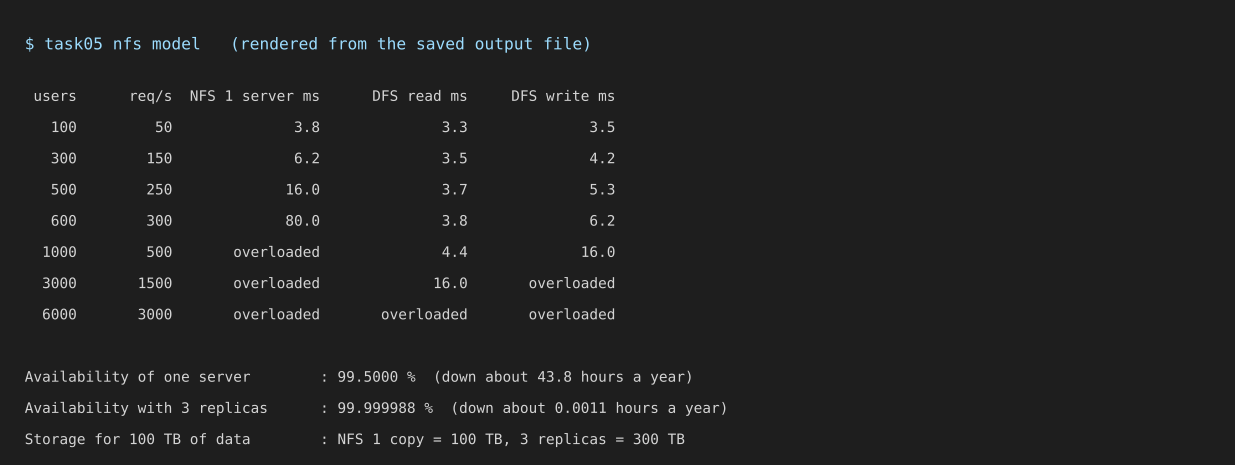 $ task05 nfs model   (rendered from the saved output file)
 users      req/s  NFS 1 server ms      DFS read ms     DFS write ms
   100         50              3.8              3.3              3.5
   300        150              6.2              3.5              4.2
   500        250             16.0              3.7              5.3
   600        300             80.0              3.8              6.2
  1000        500       overloaded              4.4             16.0
  3000       1500       overloaded             16.0       overloaded
  6000       3000       overloaded       overloaded       overloaded
Availability of one server        : 99.5000 %  (down about 43.8 hours a year)
Availability with 3 replicas      : 99.999988 %  (down about 0.0011 hours a year)
Storage for 100 TB of data        : NFS 1 copy = 100 TB, 3 replicas = 300 TB